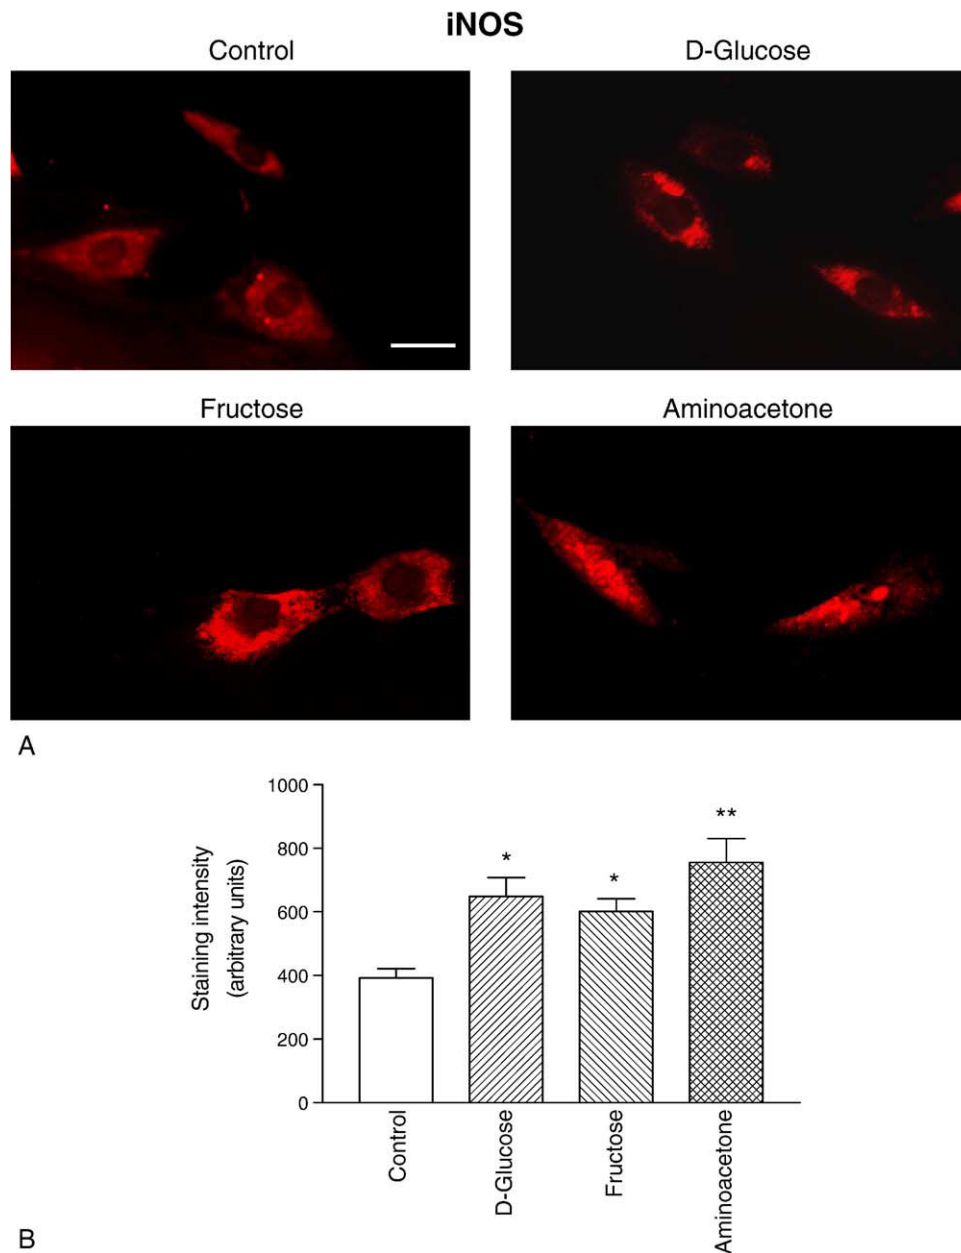 iNOS
Control
D-Glucose
Fructose
Aminoacetone
A
1000
800
600
400
200
0
Staining intensity
(arbitrary units)
*
*
**
Control
D-Glucose
Fructose
Aminoacetone
B